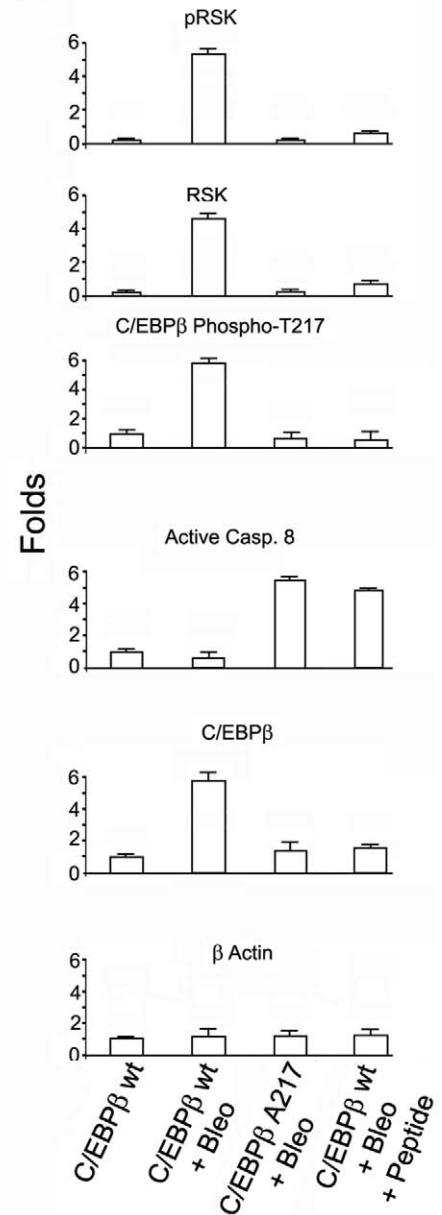 pRSK
6
4
2
0
RSK
6
4
2
0
C/EBPβ Phospho-T217
6
4
2
0
Folds
Active Casp. 8
6
4
2
0
C/EBPβ
6
4
2
0
β Actin
6
4
2
0
C/EBPβ wt
C/EBPβ wt
+ Bleo
C/EBPβ A217
+ Bleo
C/EBPβ wt
+ Bleo
+ Peptide